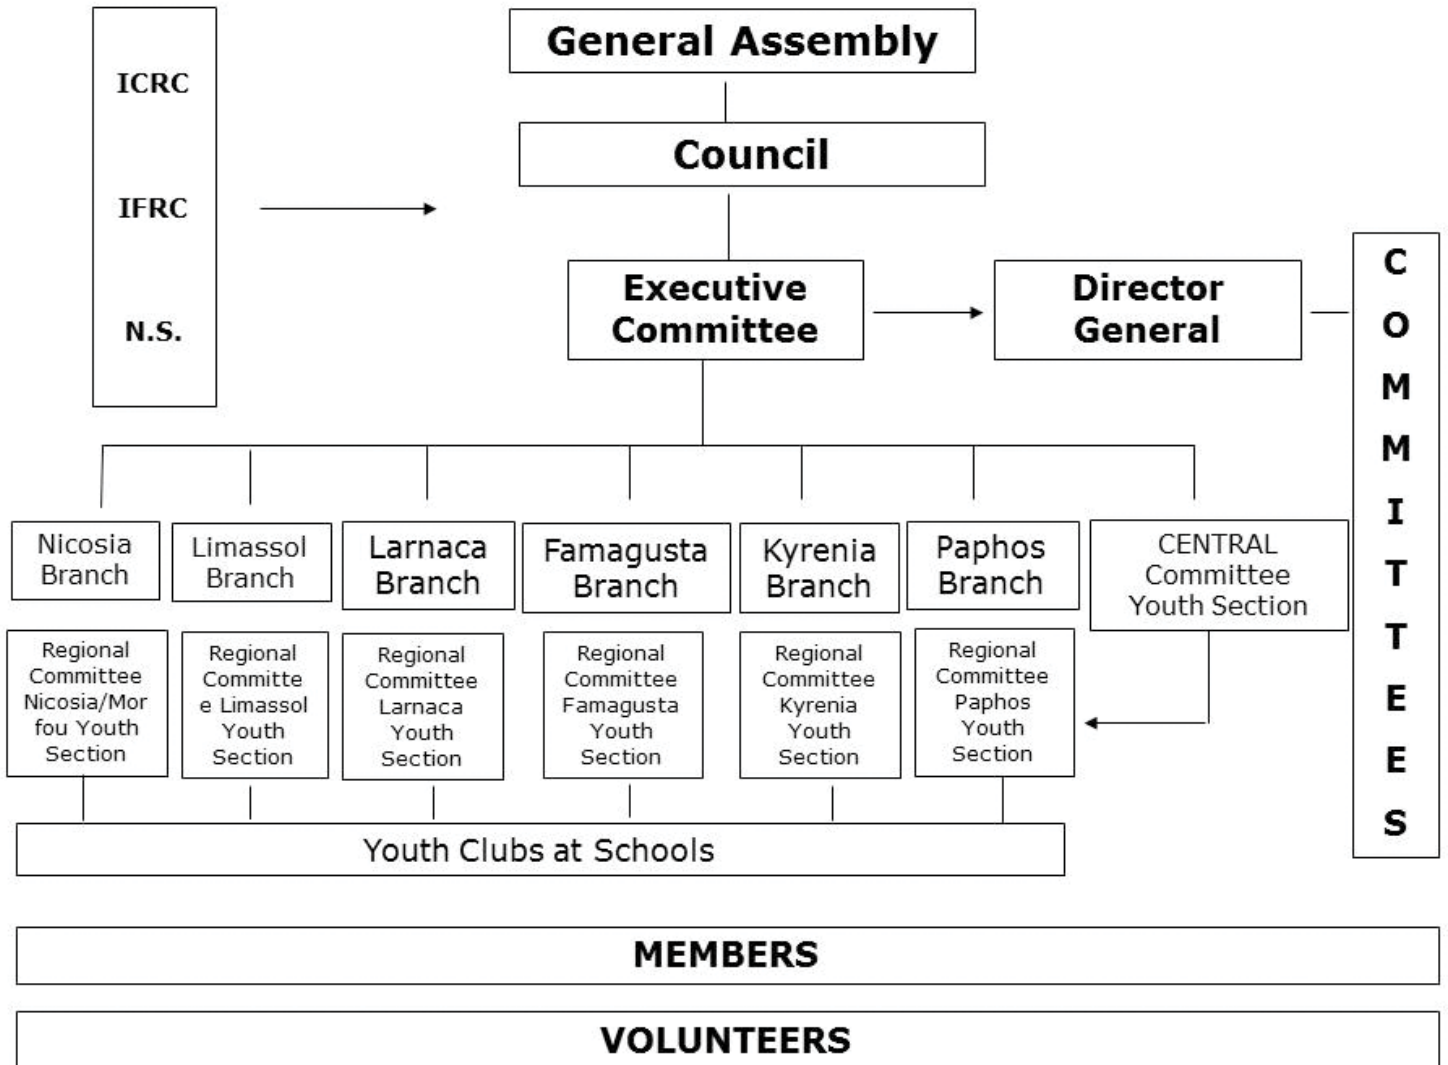 ICRC
IFRC
N.S.
General Assembly
Council
Executive
Committee
Director
General
C
O
M
M
I
T
T
E
E
S
Nicosia
Branch
Limassol
Branch
Larnaca
Branch
Famagusta
Branch
Kyrenia
Branch
Paphos
Branch
CENTRAL
Committee
Youth Section
Regional
Committee
Nicosia/Mor
fou Youth
Section
Regional
Committe
e Limassol
Youth
Section
Regional
Committee
Larnaca
Youth
Section
Regional
Committee
Famagusta
Youth
Section
Regional
Committee
Kyrenia
Youth
Section
Regional
Committee
Paphos
Youth
Section
Youth Clubs at Schools
MEMBERS
VOLUNTEERS